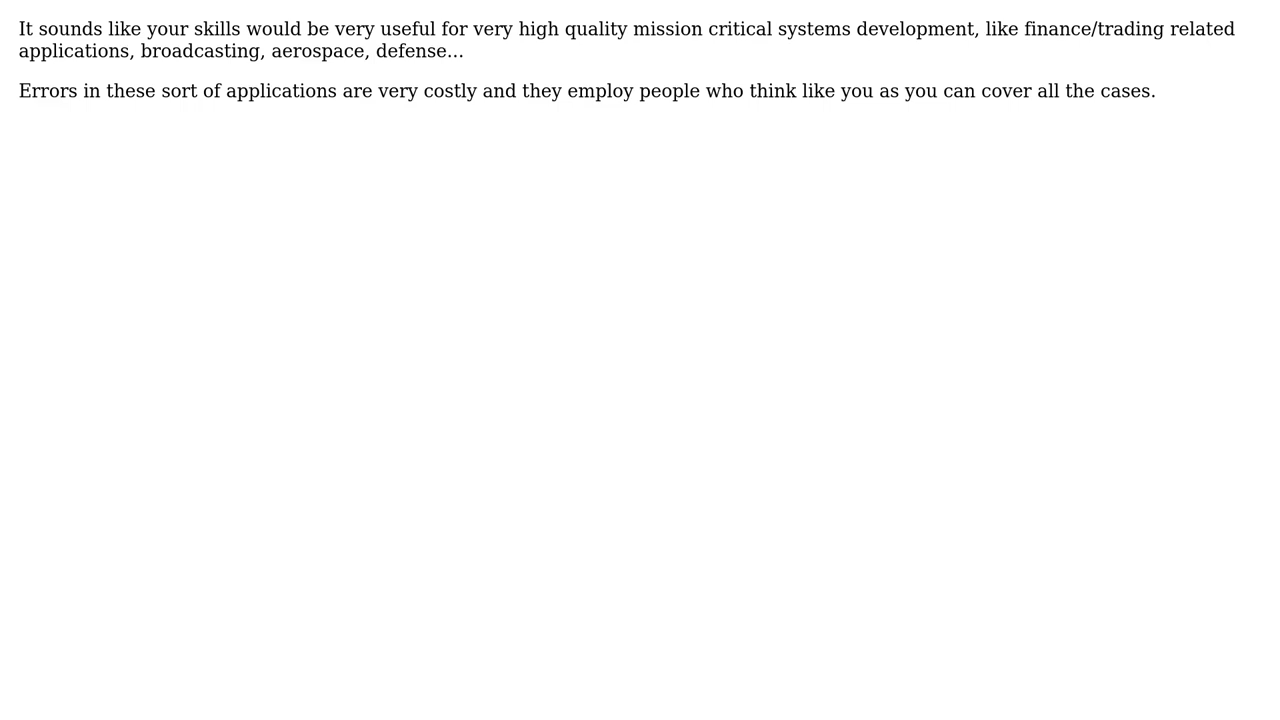 It sounds like your skills would be very useful for very high quality mission critical systems development, like finance/trading related
applications, broadcasting, aerospace, defense...
Errors in these sort of applications are very costly and they employ people who think like you as you can cover all the cases.